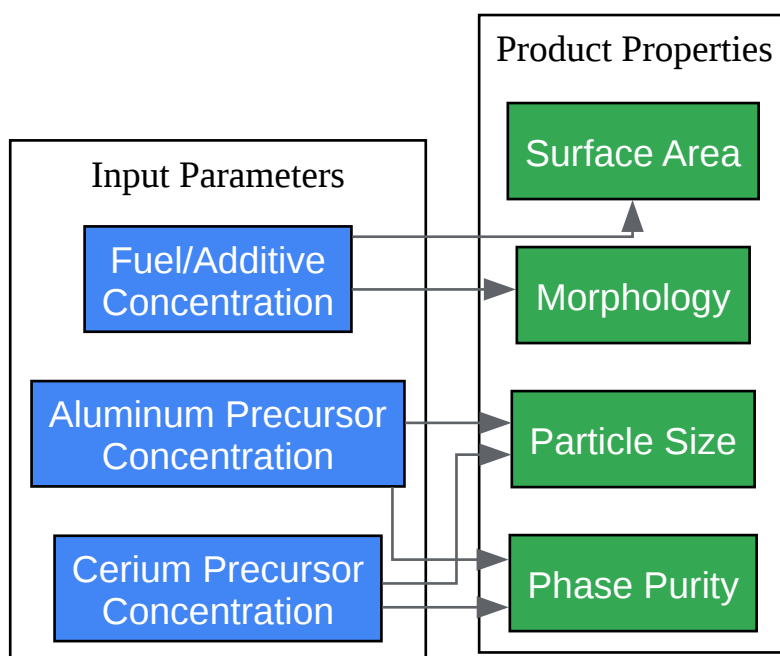 Input Parameters
Fuel/Additive
Concentration
Aluminum Precursor
Concentration
Cerium Precursor
Concentration
Product Properties
Surface Area
Morphology
Particle Size
Phase Purity